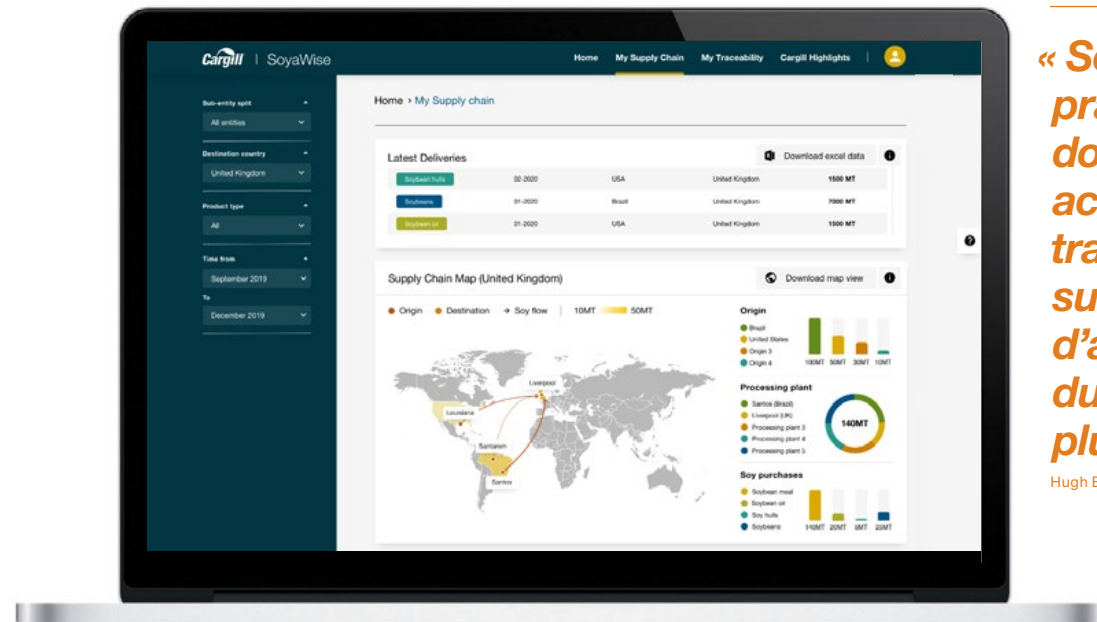 Cargill | SoyaWise
Home My Supply Chain My Traceability Cargill Highlights |
Sub-entity split
All entities
Destination country
United Kingdom
Product type
All
Time from
September 2019
To
December 2019
Home › My Supply chain
Latest Deliveries
Download excel data
Soybean hulls 02-2020 USA United Kingdom 1500 MT
Soybeans 01-2020 Brazil United Kingdom 7000 MT
Soybean oil 01-2020 USA United Kingdom 1500 MT
Supply Chain Map (United Kingdom)
Download map view
Origin Destination → Soy flow | 10MT 50MT
Liverpool
Louisiana
Santarem
Santos
Origin
Brazil
United States
Origin 3
Origin 4
100MT 50MT 30MT 10MT
Processing plant
Santos (Brazil)
Liverpool (UK)
Processing plant 3
Processing plant 4
Processing plant 5
140MT
Soy purchases
Soybean meal
Soybean oil
Soy hulls
Soybeans
140MT 20MT 5MT 25MT
?
« So
pra
do
ac
tra
su
d’a
du
plu
Hugh